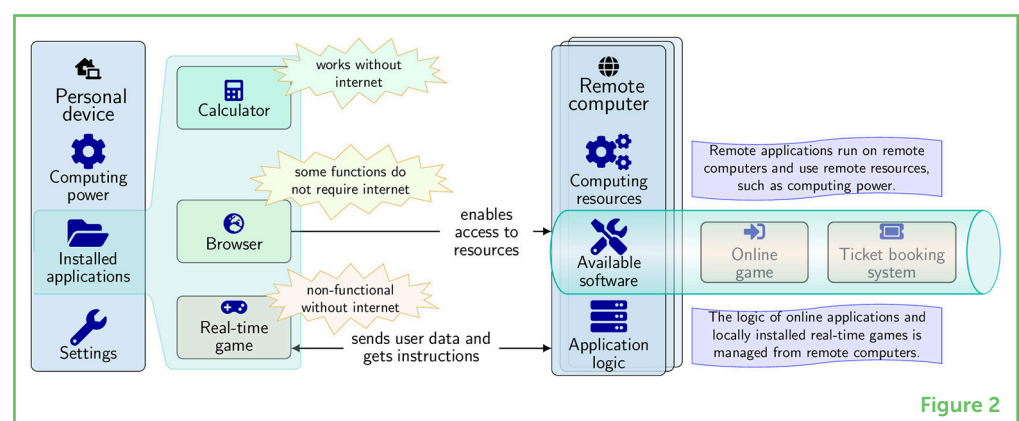 Personal
device
Computing
power
Installed
applications
Settings
Calculator
works without
internet
some functions do
not require internet
Browser
non-functional
without internet
Real-time
game
enables
access to
resources
sends user data and
gets instructions
Remote
computer
Computing
resources
Available
software
Application
logic
Remote applications run on remote
computers and use remote resources,
such as computing power.
Online
game
Ticket booking
system
The logic of online applications and
locally installed real-time games is
managed from remote computers.
Figure 2